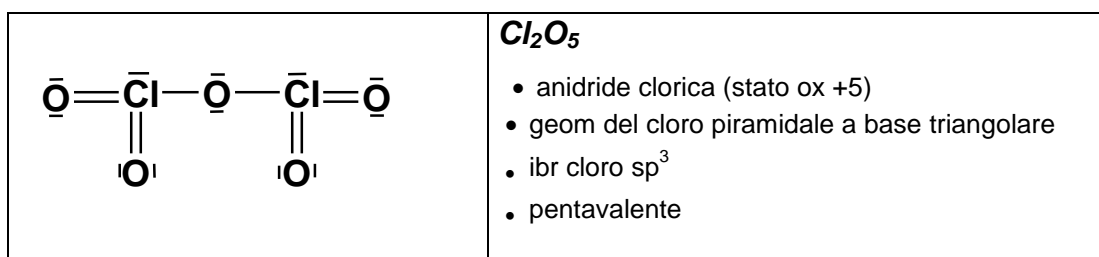 Cl2O5
• anidride clorica (stato ox +5)
• geom del cloro piramidale a base triangolare
• ibr cloro sp3
• pentavalente
O Cl O Cl O
O O